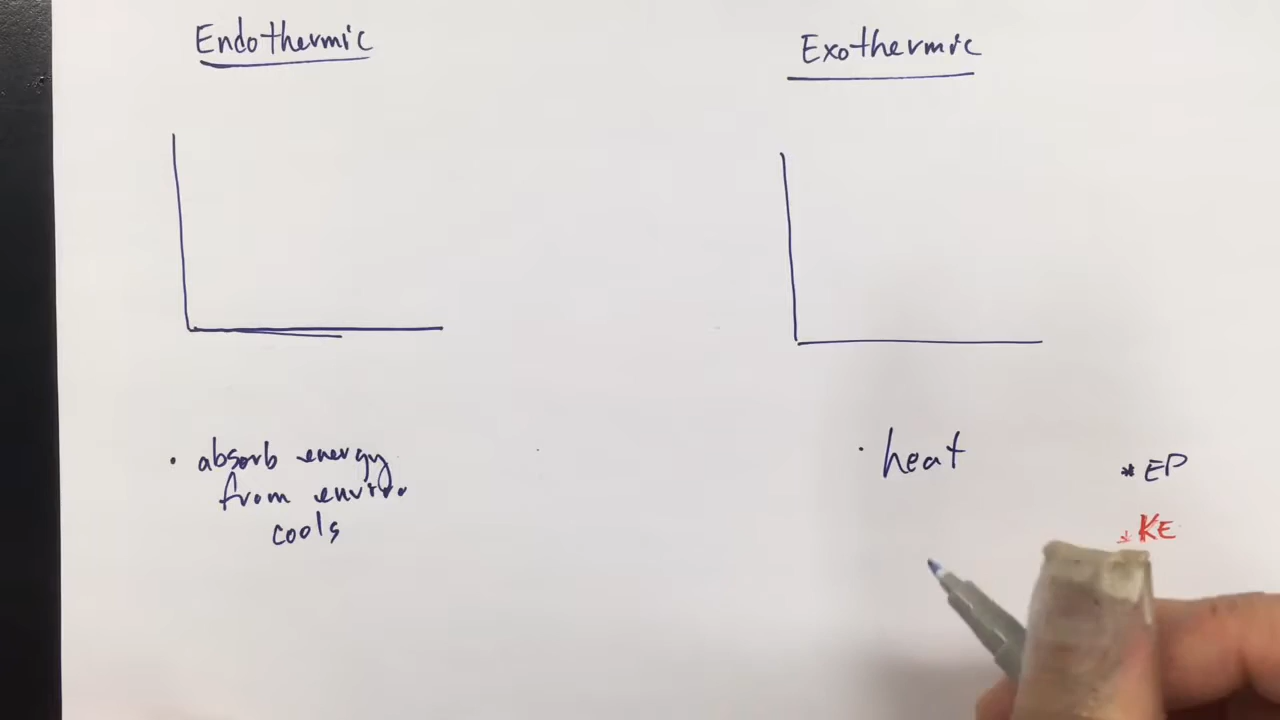 Endothermic
Exothermic
· absorb energy
from enviro.
cools
· heat
* EP
* KE